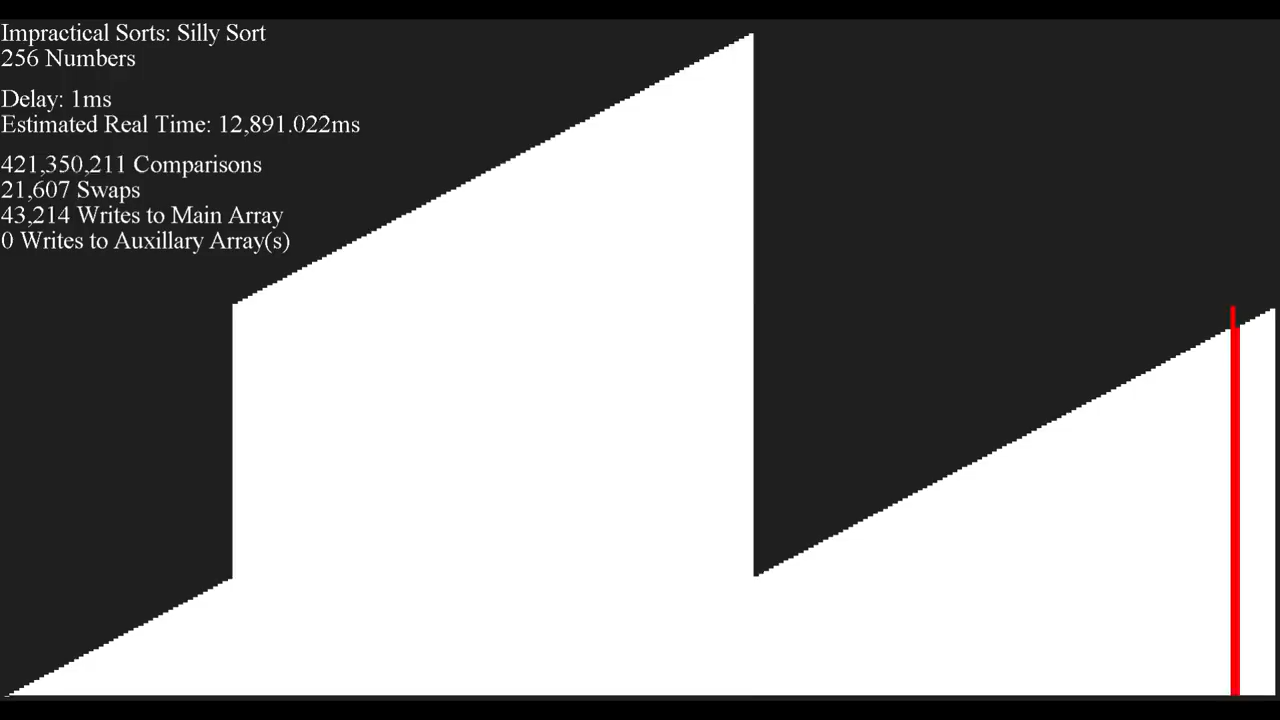 Impractical Sorts: Silly Sort
256 Numbers
Delay: 1ms
Estimated Real Time: 12,891.022ms
421,350,211 Comparisons
21,607 Swaps
43,214 Writes to Main Array
0 Writes to Auxillary Array(s)